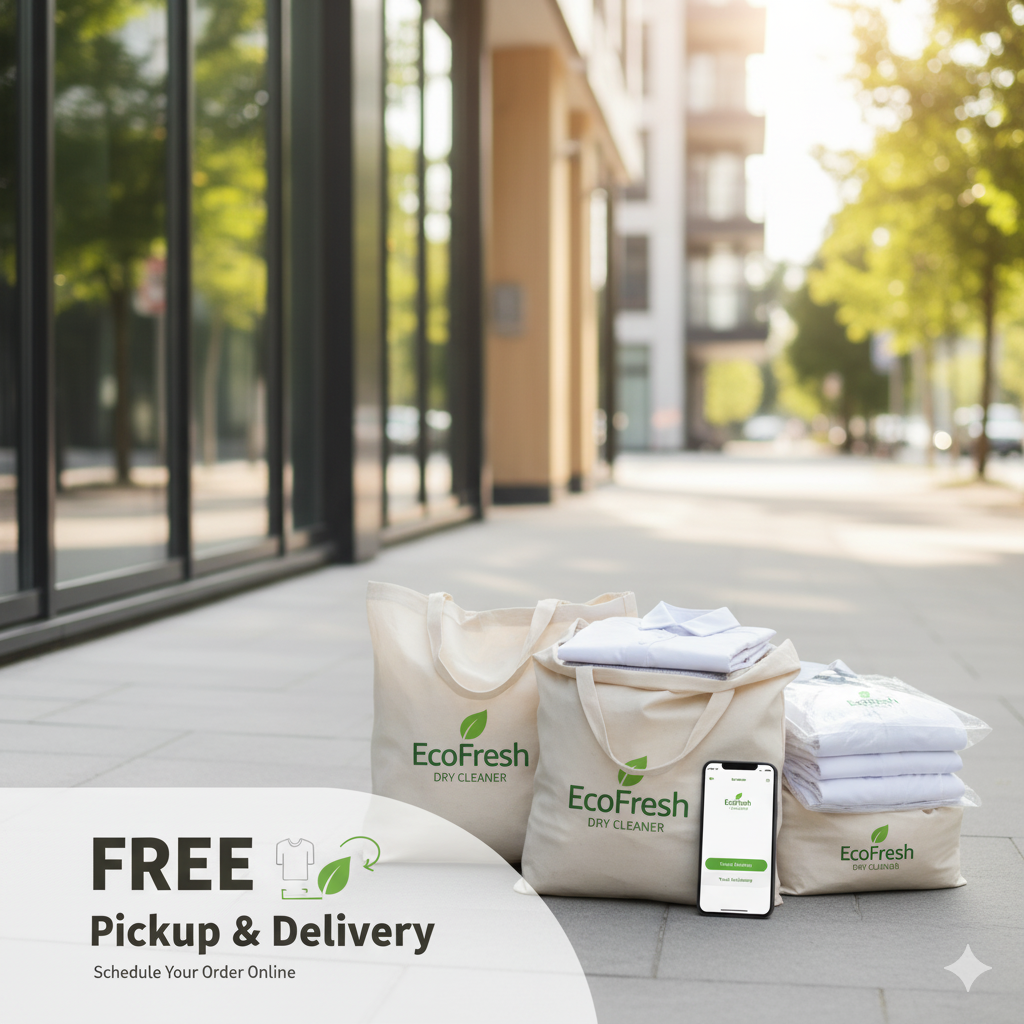 EcoFresh
DRY CLEANER
EcoFresh
DRY CLEANER
EcoFresh
EcoFresh
FREE
Pickup & Delivery
Schedule Your Order Online